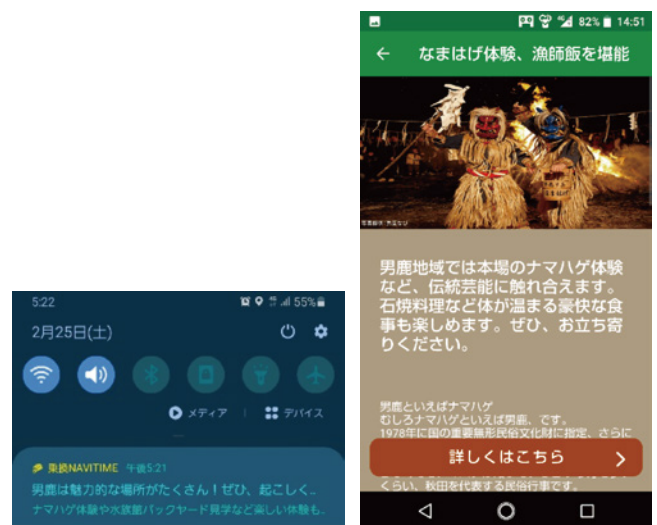 5:22
55%
2月25日(土)
メディア
デバイス
乗換NAVITIME 午後5:21
男鹿は魅力的な場所がたくさん！ぜひ、起こしく..
ナマハゲ体験や水族館バックヤード見学など楽しい体験も..
82% 14:51
なまはげ体験、漁師飯を堪能
男鹿地域では本場のナマハゲ体験
など、伝統芸能に触れ合えます。
石焼料理など体が温まる豪快な食
事も楽しめます。ぜひ、お立ち寄
りください。
男鹿といえばナマハゲ
むしろナマハゲといえば男鹿、です。
1978年に国の重要無形民俗文化財に指定、さらに
詳しくはこちら
くらい、秋田を代表する民俗行事です。